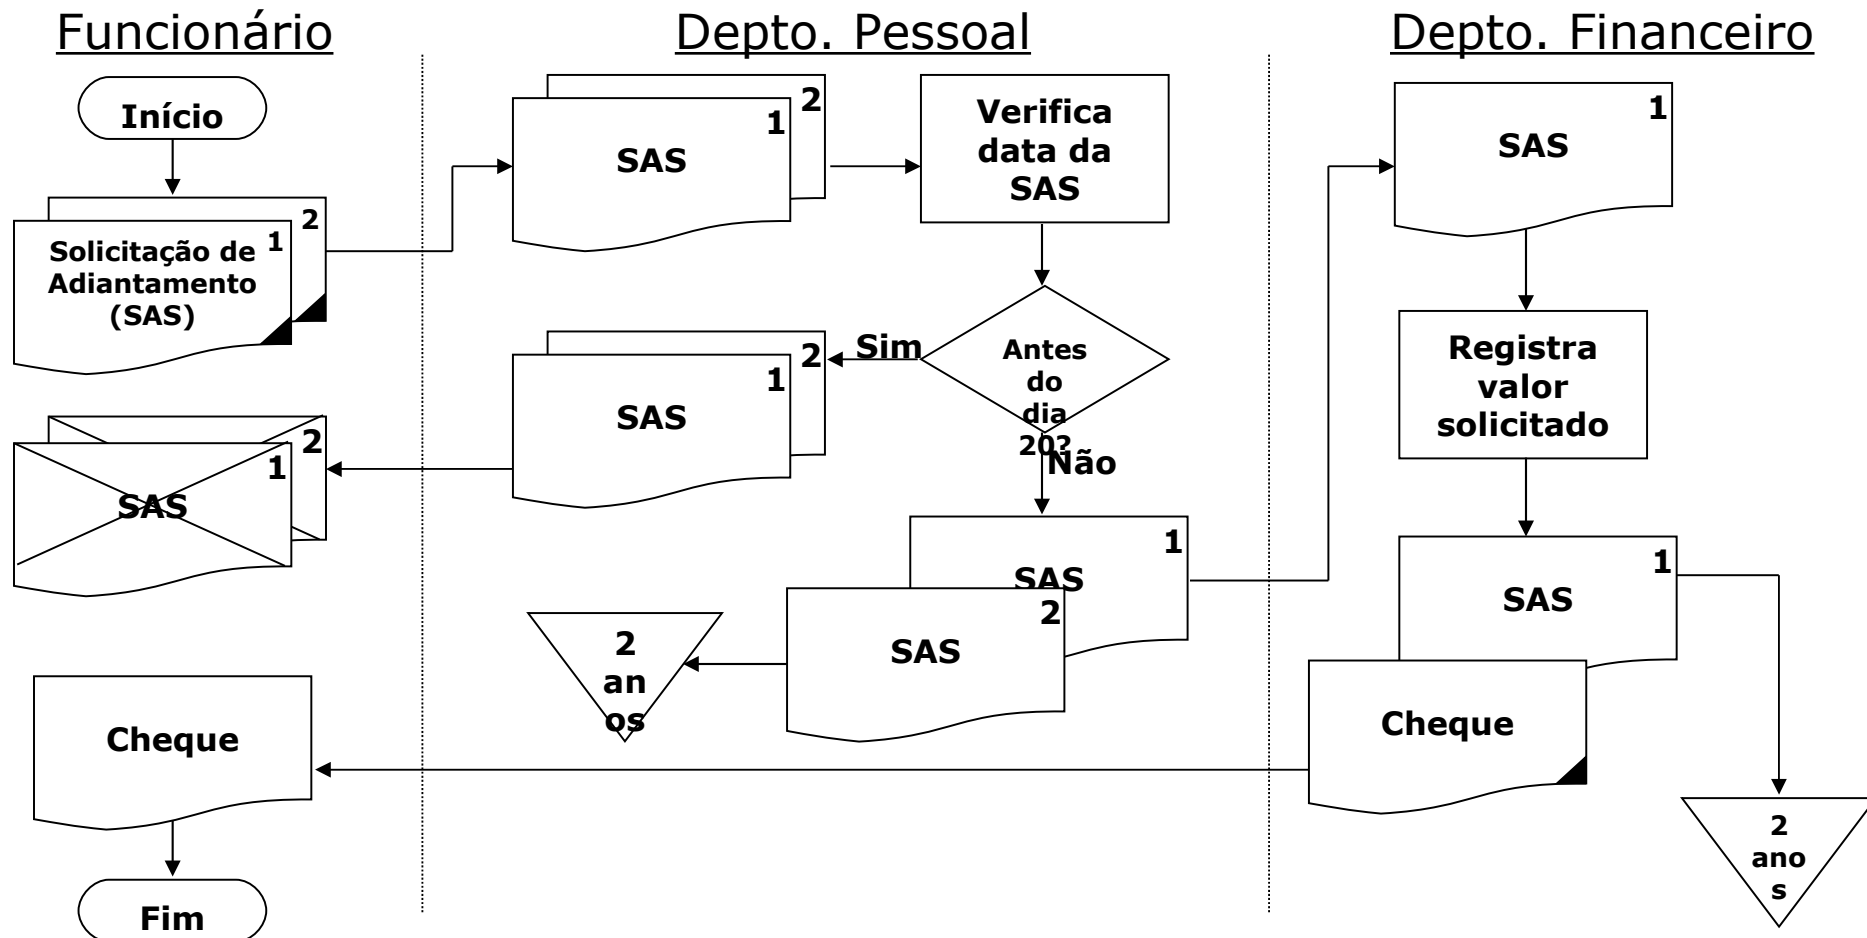 Funcionário
Depto. Pessoal
Depto. Financeiro
Início
2
1
Solicitação de
Adiantamento
(SAS)
2
1
SAS
Verifica
data da
SAS
1
SAS
Antes
do
dia
20?
Sim
Não
2
1
SAS
2
1
SAS
Registra
valor
solicitado
1
SAS
2
SAS
2
an
os
1
SAS
Cheque
2
ano
s
Cheque
Fim